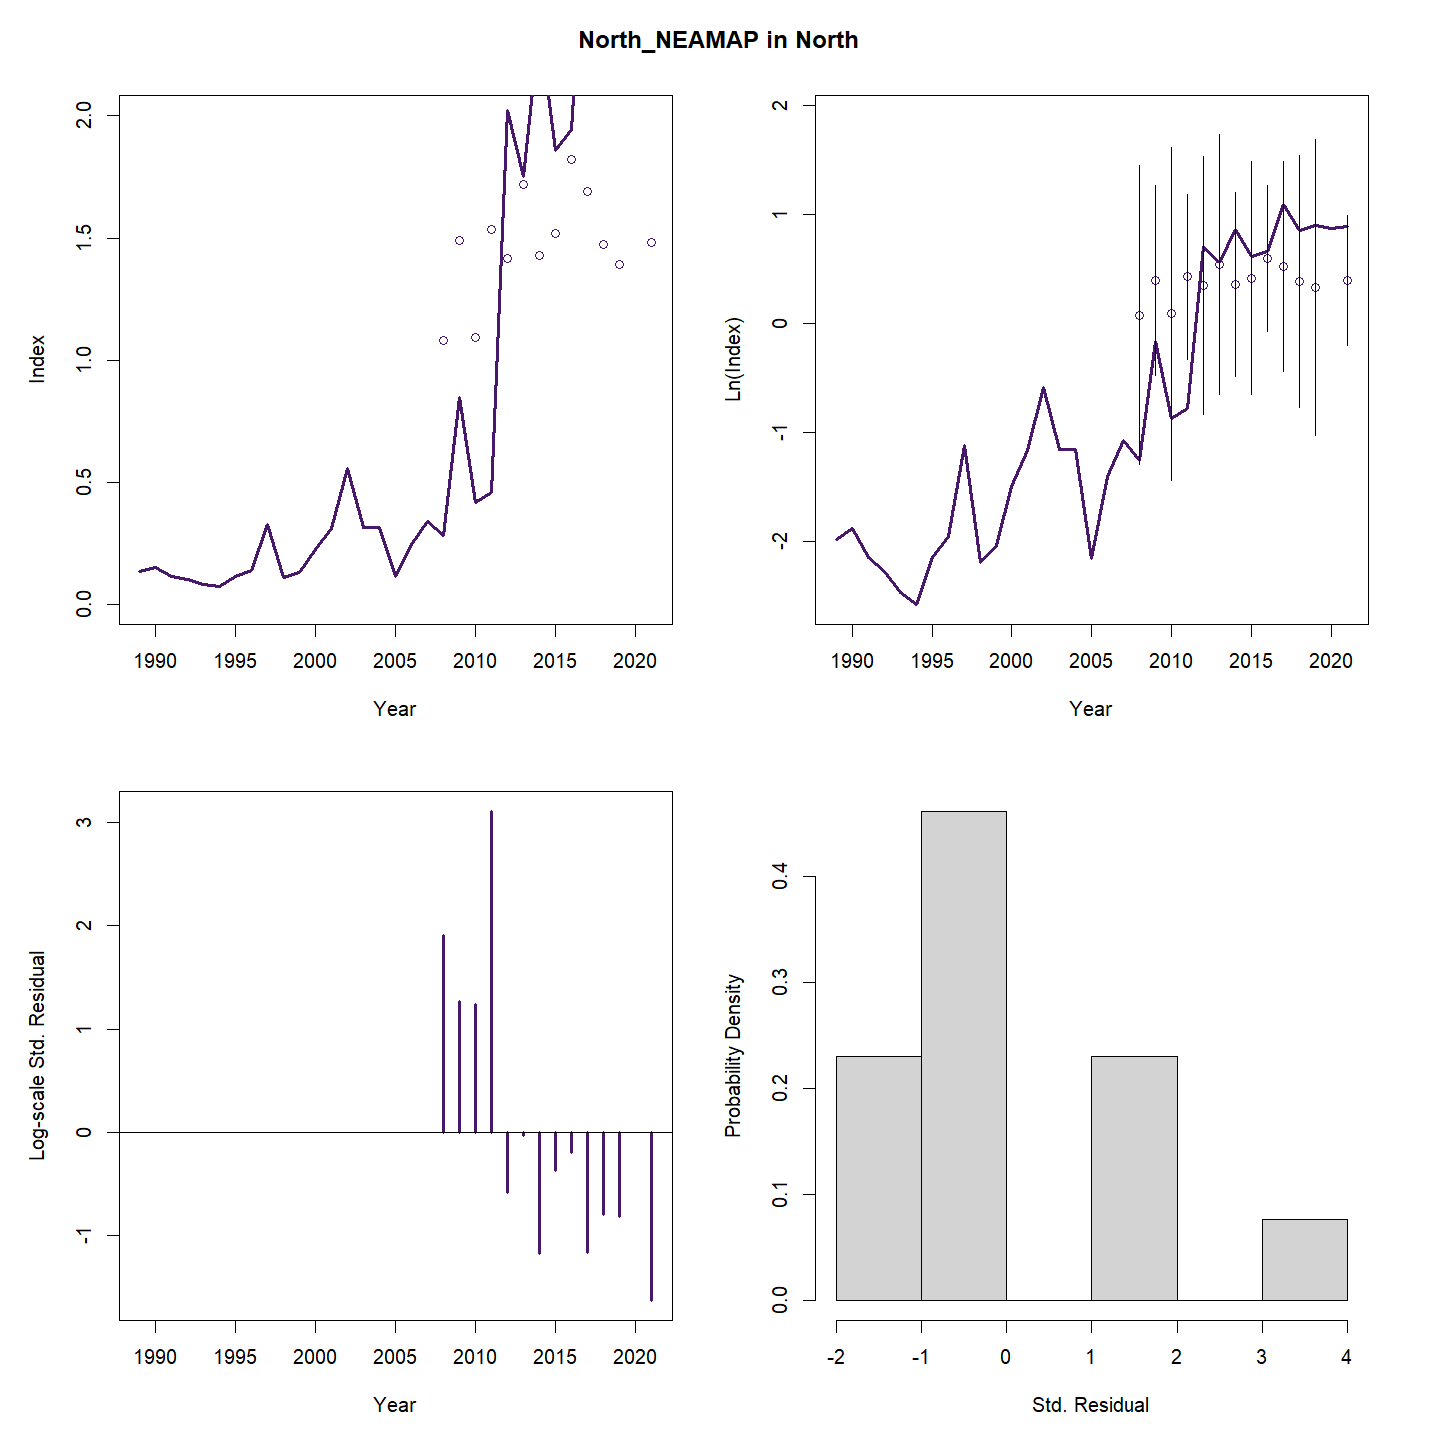 North_NEAMAP in North
2.0
1.5
1.0
0.5
0.0
Index
1990 1995 2000 2005 2010 2015 2020
Year
2
1
0
-1
-2
Ln(Index)
1990 1995 2000 2005 2010 2015 2020
Year
3
2
1
0
-1
Log-scale Std. Residual
1990 1995 2000 2005 2010 2015 2020
Year
0.4
0.3
0.2
0.1
0.0
Probability Density
-2 -1 0 1 2 3 4
Std. Residual